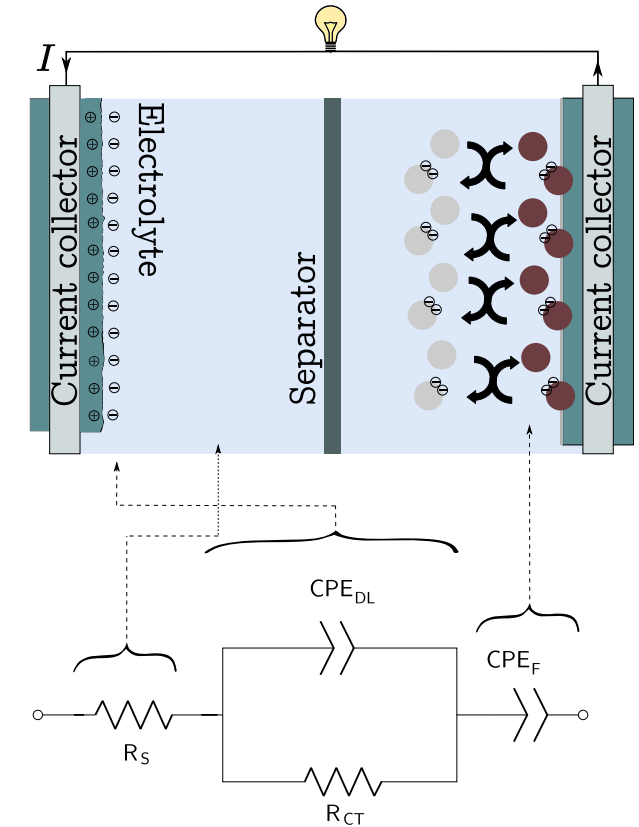 I
Current collector
Electrolyte
Separator
Current collector
CPE_DL
CPE_F
R_S
R_CT